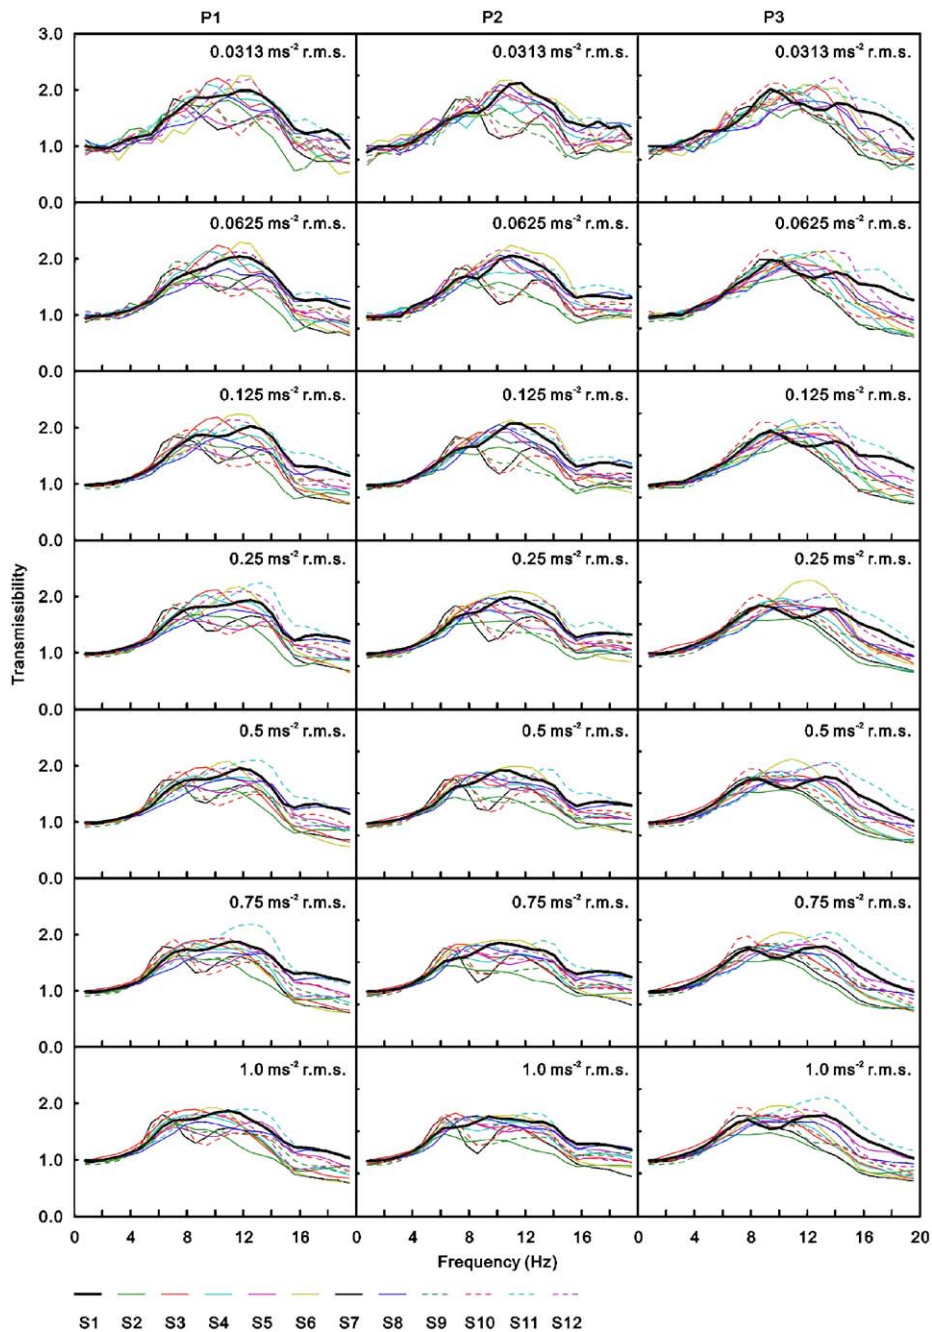 P1 P2 P3
3.0 0.0313 ms⁻² r.m.s. 0.0313 ms⁻² r.m.s. 0.0313 ms⁻² r.m.s.
2.0
1.0
0.0
0.0625 ms⁻² r.m.s. 0.0625 ms⁻² r.m.s. 0.0625 ms⁻² r.m.s.
2.0
1.0
0.0
0.125 ms⁻² r.m.s. 0.125 ms⁻² r.m.s. 0.125 ms⁻² r.m.s.
2.0
1.0
0.0
0.25 ms⁻² r.m.s. 0.25 ms⁻² r.m.s. 0.25 ms⁻² r.m.s.
2.0
Transmissibility
1.0
0.0
0.5 ms⁻² r.m.s. 0.5 ms⁻² r.m.s. 0.5 ms⁻² r.m.s.
2.0
1.0
0.0
0.75 ms⁻² r.m.s. 0.75 ms⁻² r.m.s. 0.75 ms⁻² r.m.s.
2.0
1.0
0.0
1.0 ms⁻² r.m.s. 1.0 ms⁻² r.m.s. 1.0 ms⁻² r.m.s.
2.0
1.0
0.0
0 4 8 12 16 0 4 8 12 16 0 4 8 12 16 20
Frequency (Hz)
S1 S2 S3 S4 S5 S6 S7 S8 S9 S10 S11 S12